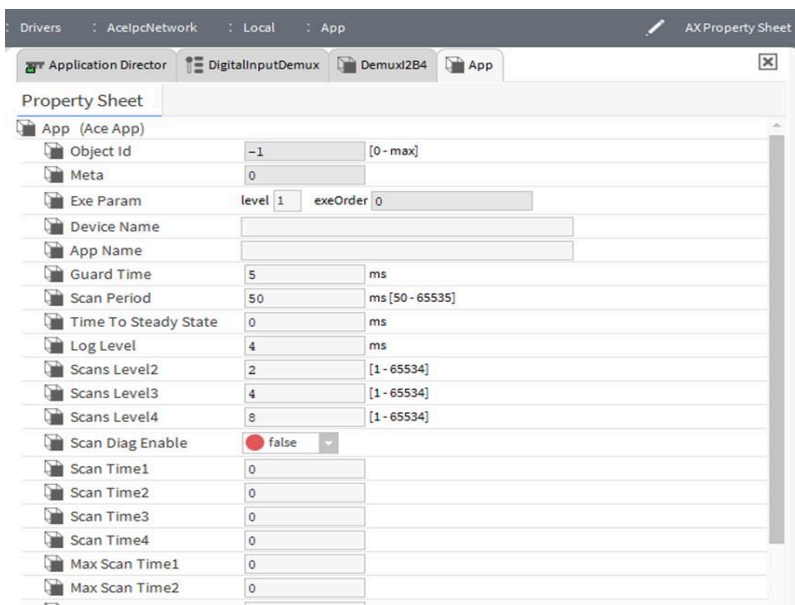 : Drivers : AceIpcNetwork : Local : App AX Property Sheet
Application Director DigitalInputDemux DemuxI2B4 App
Property Sheet
App (Ace App)
Object Id -1 [0 - max]
Meta 0
Exe Param level 1 exeOrder 0
Device Name
App Name
Guard Time 5 ms
Scan Period 50 ms [50 - 65535]
Time To Steady State 0 ms
Log Level 4 ms
Scans Level2 2 [1 - 65534]
Scans Level3 4 [1 - 65534]
Scans Level4 8 [1 - 65534]
Scan Diag Enable false
Scan Time1 0
Scan Time2 0
Scan Time3 0
Scan Time4 0
Max Scan Time1 0
Max Scan Time2 0